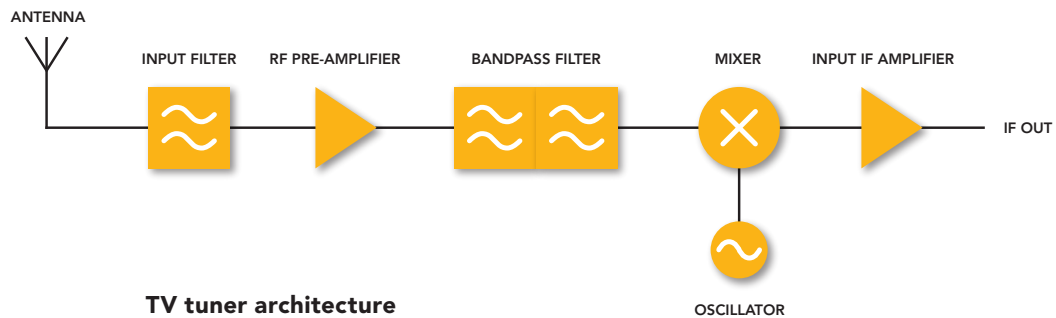 ANTENNA
INPUT FILTER
RF PRE-AMPLIFIER
BANDPASS FILTER
MIXER
INPUT IF AMPLIFIER
IF OUT
OSCILLATOR
TV tuner architecture